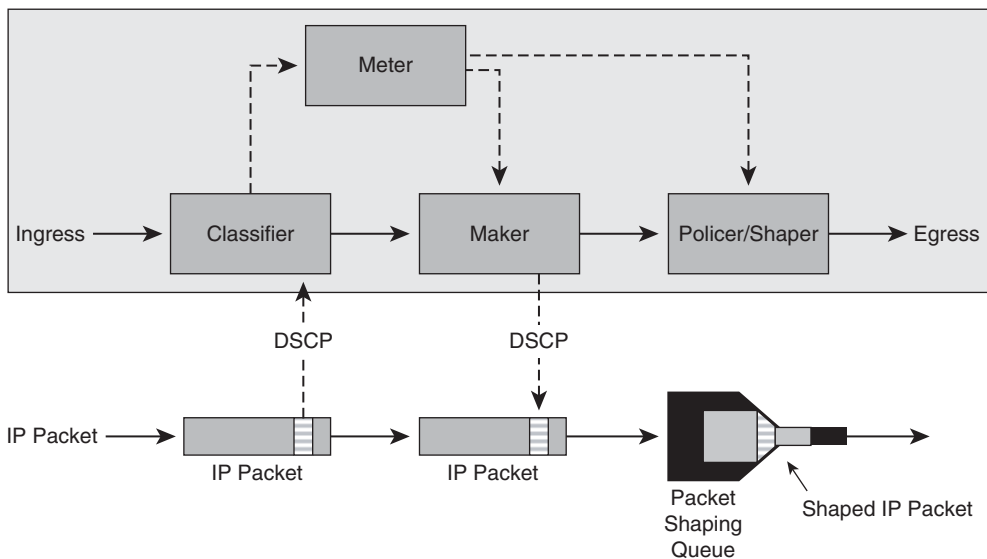 Meter
Ingress
Classifier
Maker
Policer/Shaper
Egress
DSCP
DSCP
IP Packet
IP Packet
IP Packet
Packet
Shaping
Queue
Shaped IP Packet